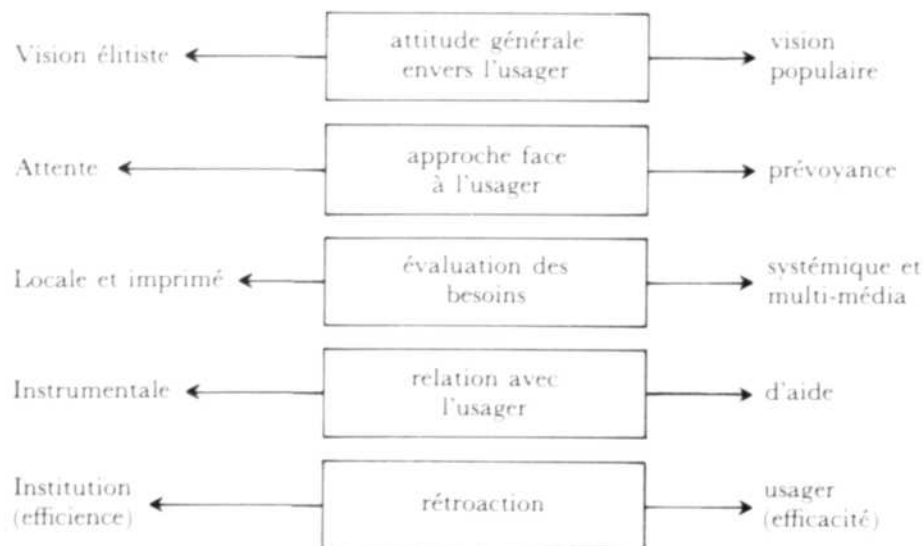 Vision élitiste
attitude générale
envers l'usager
vision
populaire
Attente
approche face
à l'usager
prévoyance
Locale et imprimé
évaluation des
besoins
systémique et
multi-média
Instrumentale
relation avec
l'usager
d'aide
Institution
(efficience)
rétroaction
usager
(efficacité)